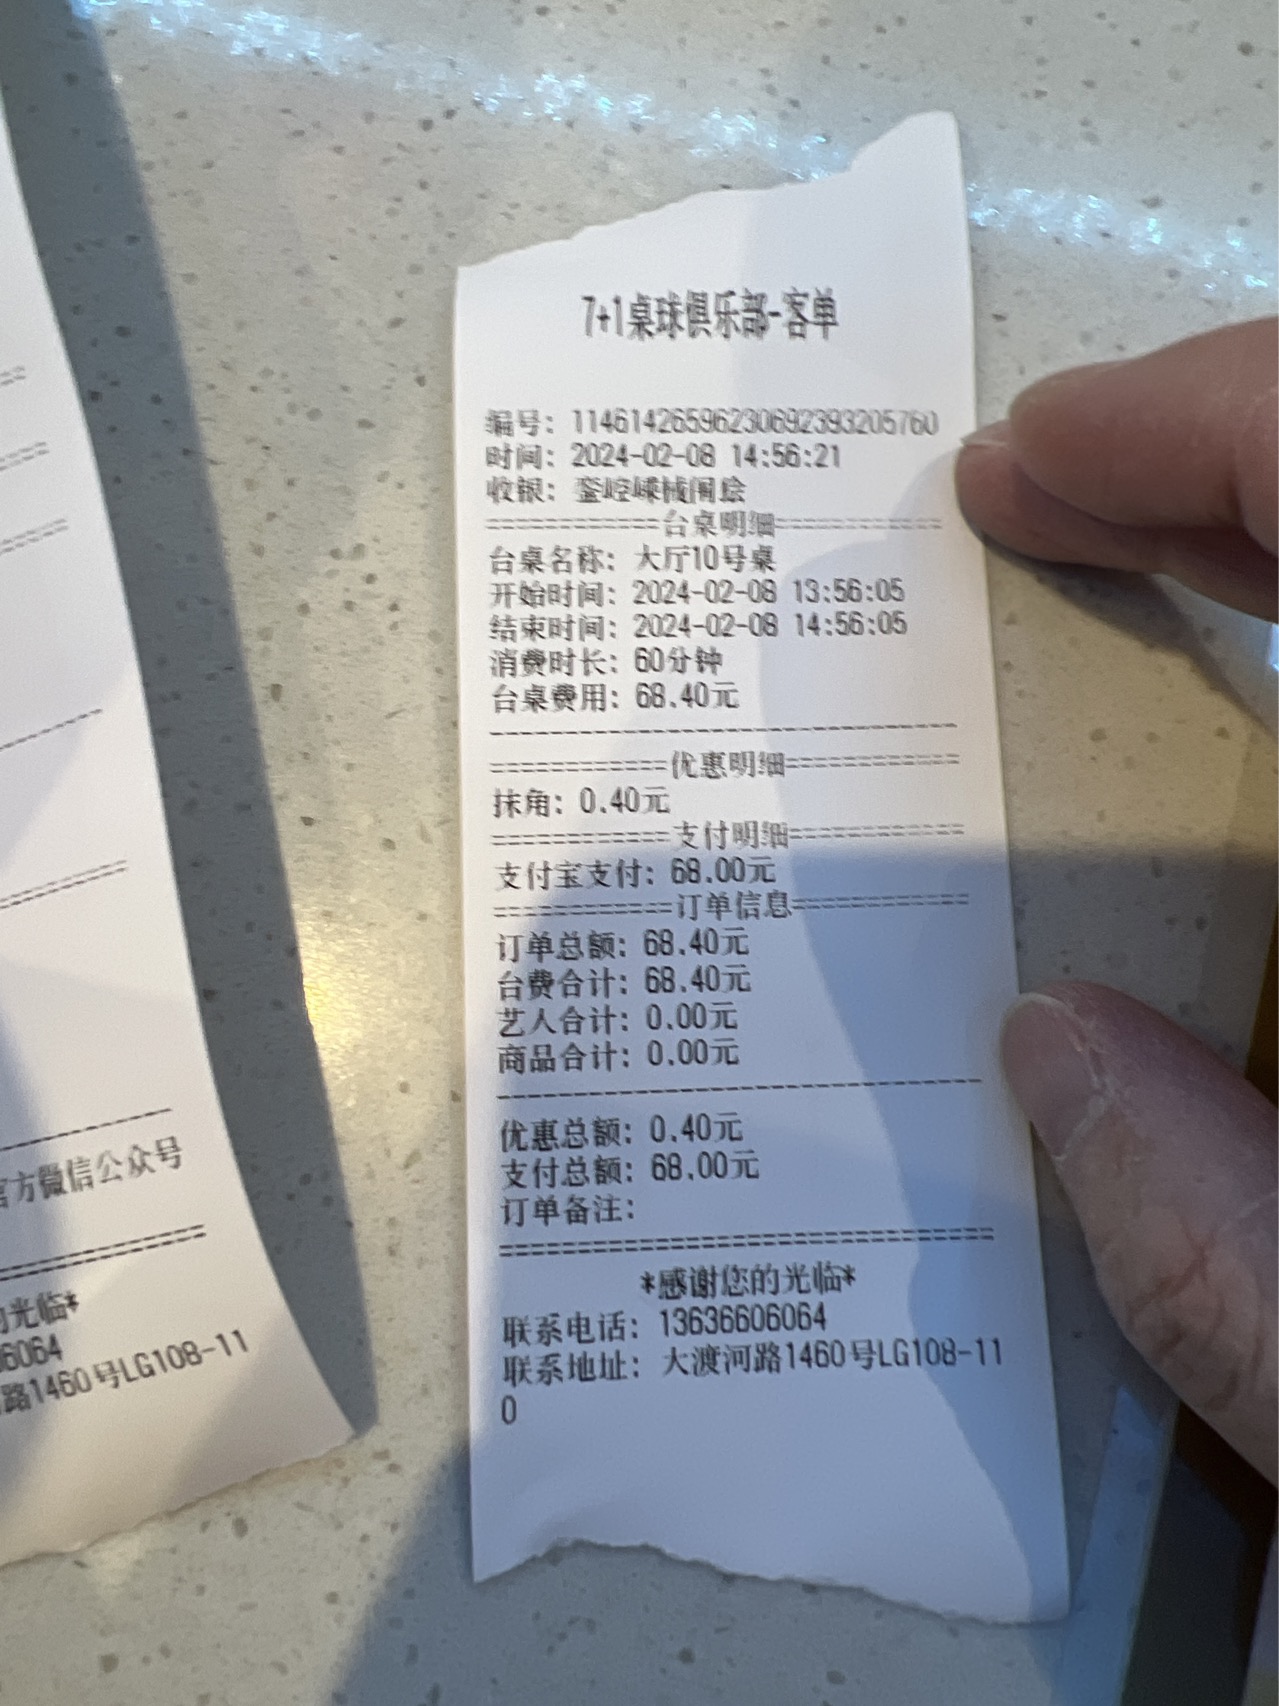 7+1桌球俱乐部-客单
编号: 1146142659623069239320576​0
时间: 2024-02-08 14:56:21
收银:
============台桌明细============
台桌名称: 大厅10号桌
开始时间: 2024-02-08 13:56:05
结束时间: 2024-02-08 14:56:05
消费时长: 60分钟
台桌费用: 68.40元
============优惠明细============
抹角: 0.40元
============支付明细============
支付宝支付: 68.00元
============订单信息============
订单总额: 68.40元
台费合计: 68.40元
艺人合计: 0.00元
商品合计: 0.00元
优惠总额: 0.40元
支付总额: 68.00元
订单备注:
*感谢您的光临*
联系电话: 13636606064
联系地址: 大渡河路1460号LG108-11
0
官方微信公众号
的光临*
6064
路1460号LG108-11